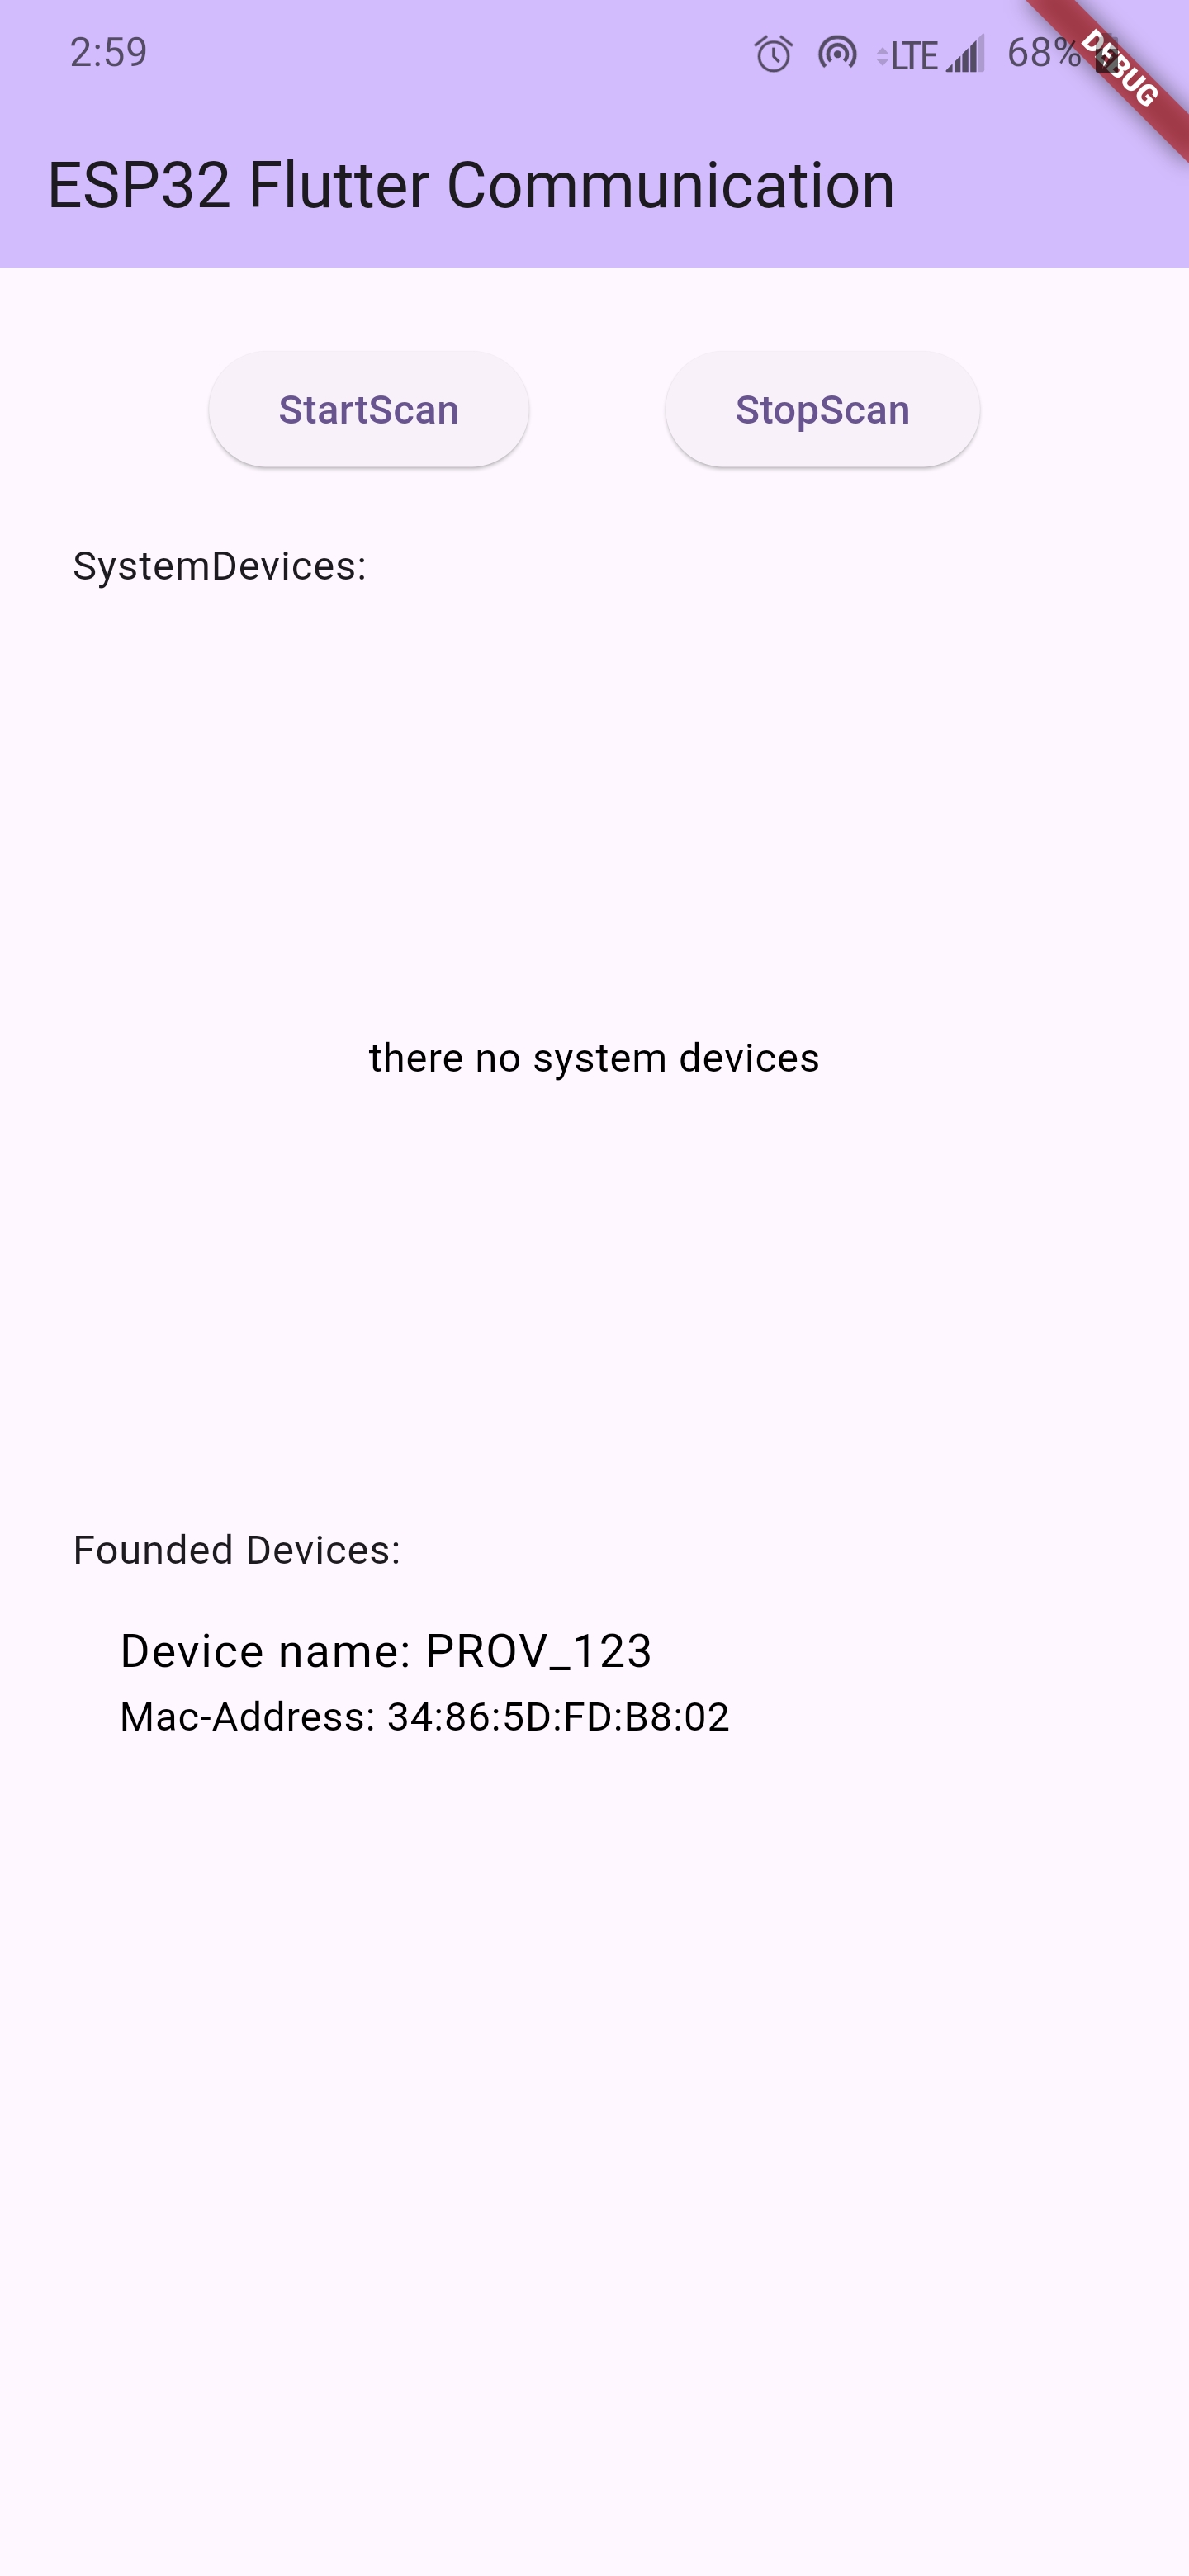 2:59 LTE 68%
DEBUG
ESP32 Flutter Communication
StartScan StopScan
SystemDevices:
there no system devices
Founded Devices:
Device name: PROV_123
Mac-Address: 34:86:5D:FD:B8:02